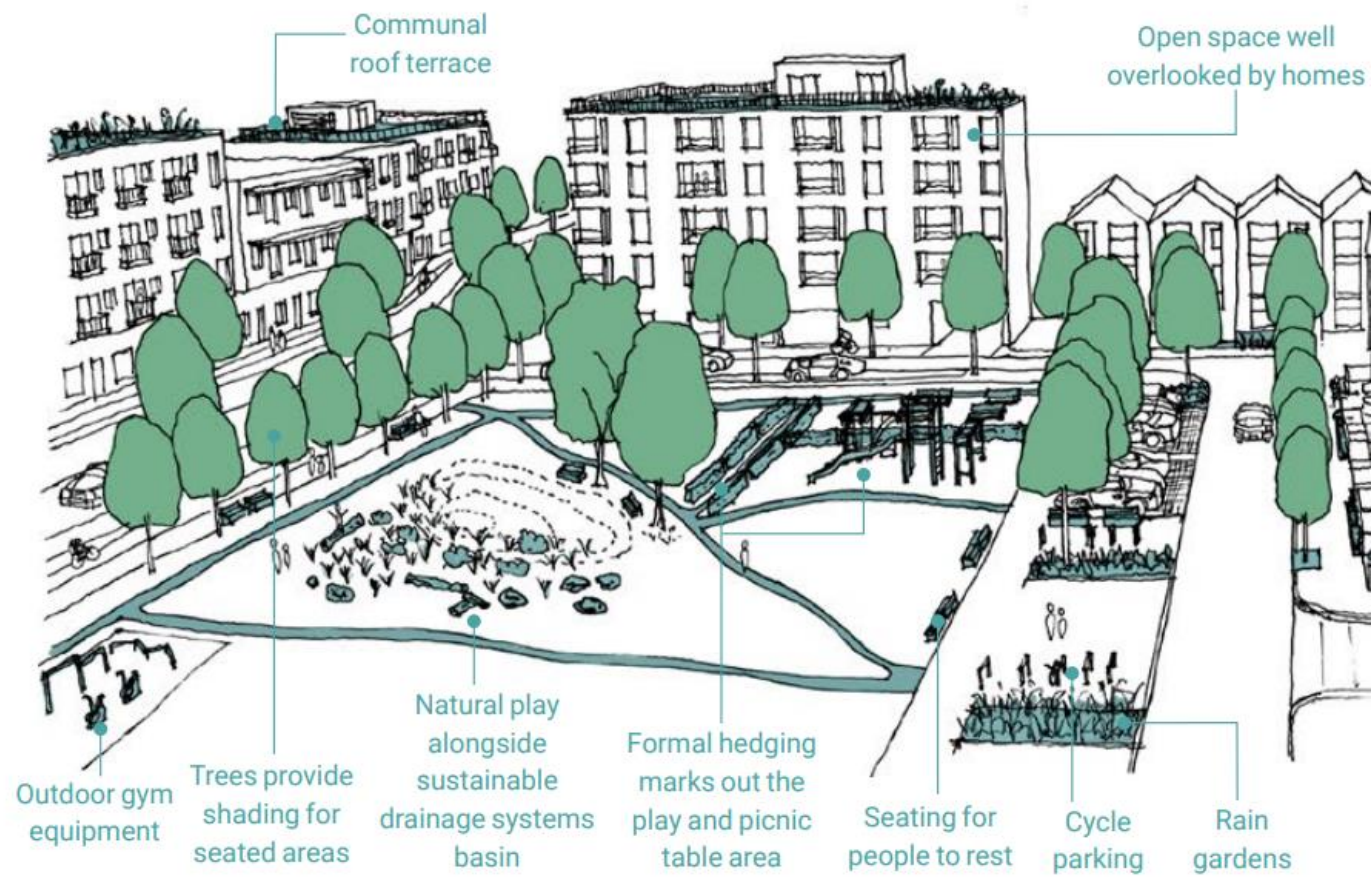 Communal
roof terrace
Open space well
overlooked by homes
Outdoor gym
equipment
Trees provide
shading for
seated areas
Natural play
alongside
sustainable
drainage systems
basin
Formal hedging
marks out the
play and picnic
table area
Seating for
people to rest
Cycle
parking
Rain
gardens